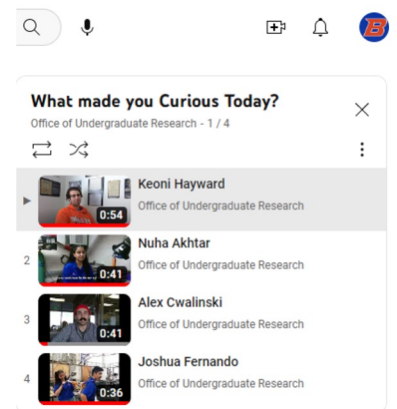 B
What made you Curious Today?
Office of Undergraduate Research - 1 / 4
Keoni Hayward
Office of Undergraduate Research
0:54
2
Nuha Akhtar
Office of Undergraduate Research
0:41
3
Alex Cwalinski
Office of Undergraduate Research
0:41
4
Joshua Fernando
Office of Undergraduate Research
0:36